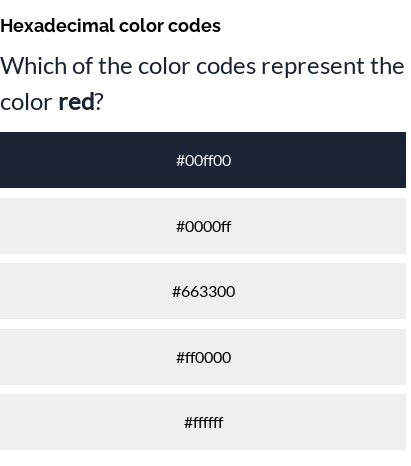 Hexadecimal color codes
Which of the color codes represent the
color red?
#00ff00
#0000ff
#663300
#ff0000
#ffffff